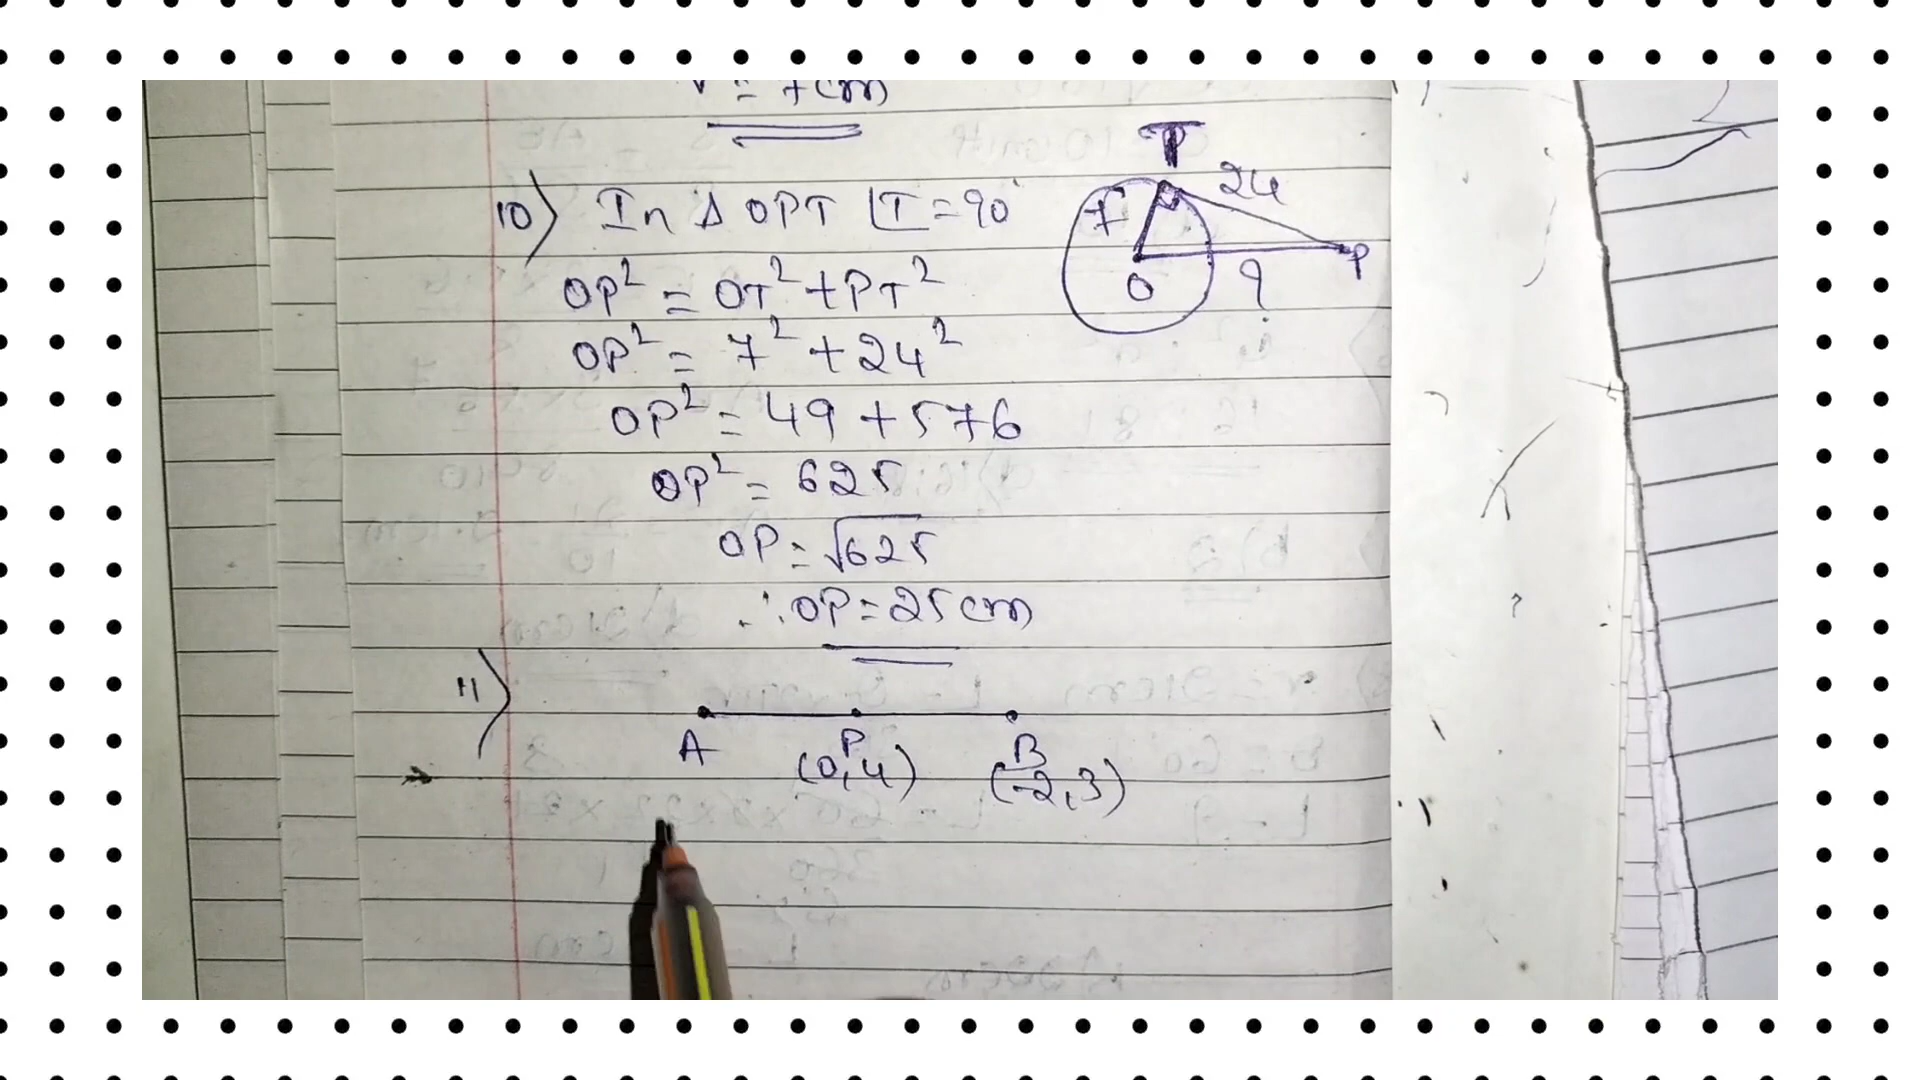 r = 7cm
10) In Δ OPT ∠T = 90°
OP² = OT² + PT²
OP² = 7² + 24²
OP² = 49 + 576
OP² = 625
OP = √625
∴ OP = 25 cm
T
7
24
O
?
P
11)
A
P
(0,4)
B
(-2,3)